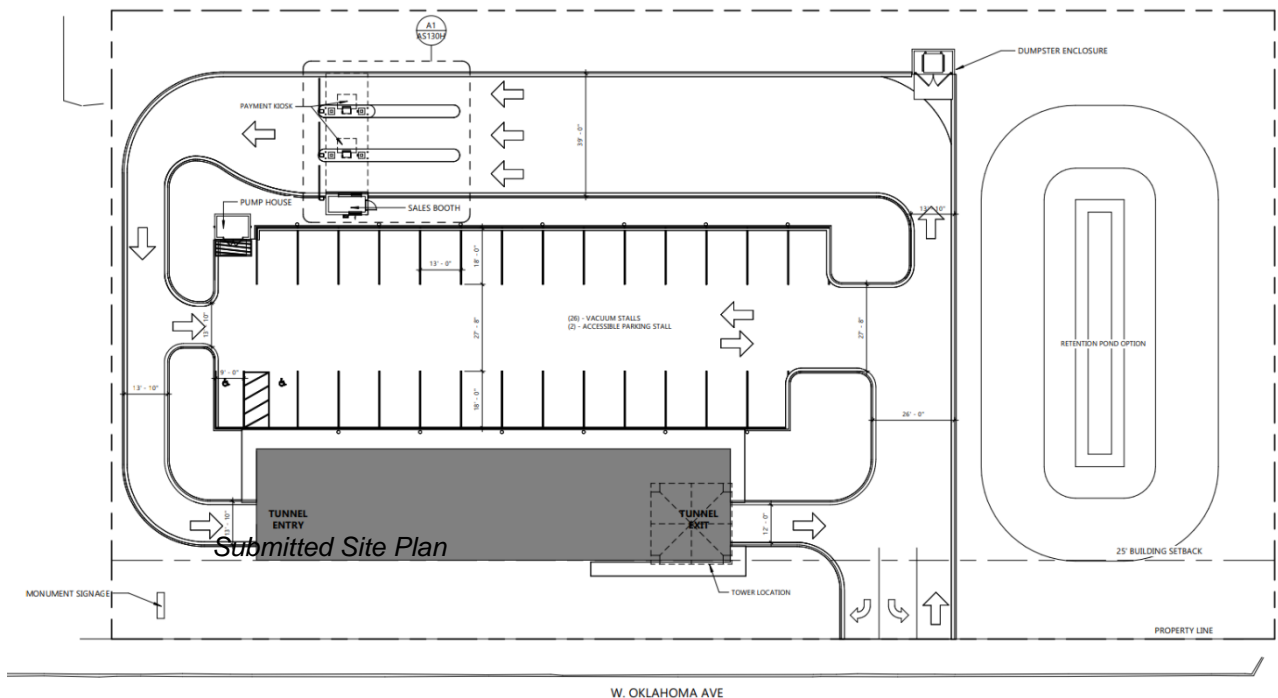 A1
AS130H
DUMPSTER ENCLOSURE
PAYMENT KIOSK
39' - 0"
PUMP HOUSE
SALES BOOTH
13' - 10"
13' - 0"
18' - 0"
(26) - VACUUM STALLS
(2) - ACCESSIBLE PARKING STALL
13' - 10"
27' - 8"
27' - 8"
RETENTION POND OPTION
9' - 0"
13' - 10"
18' - 0"
26' - 0"
TUNNEL
ENTRY
TUNNEL
EXIT
13' - 10"
12' - 0"
Submitted Site Plan
25' BUILDING SETBACK
MONUMENT SIGNAGE
TOWER LOCATION
PROPERTY LINE
W. OKLAHOMA AVE